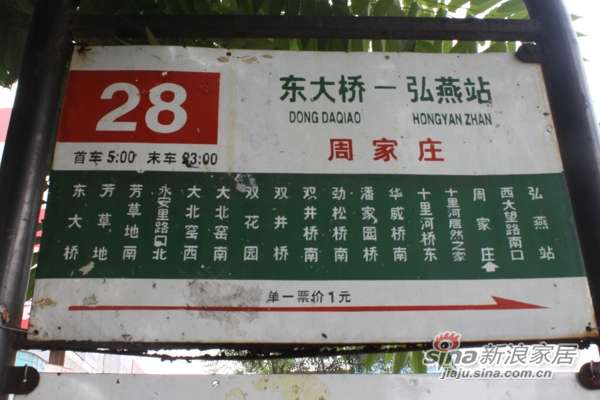 28
东大桥－弘燕站
DONG DAQIAO HONGYAN ZHAN
周家庄
首车 5:00 末车 23:00
东大桥
芳草地
芳草地南
永安里路口北
大北窑西
大北窑南
双花园
双井桥
双井桥南
劲松桥南
潘家园桥
华威桥南
十里河桥东
十里河居然之家
周家庄
西大望路南口
弘燕站
单一票价1元
sina新浪家居
jiaju.sina.com.cn